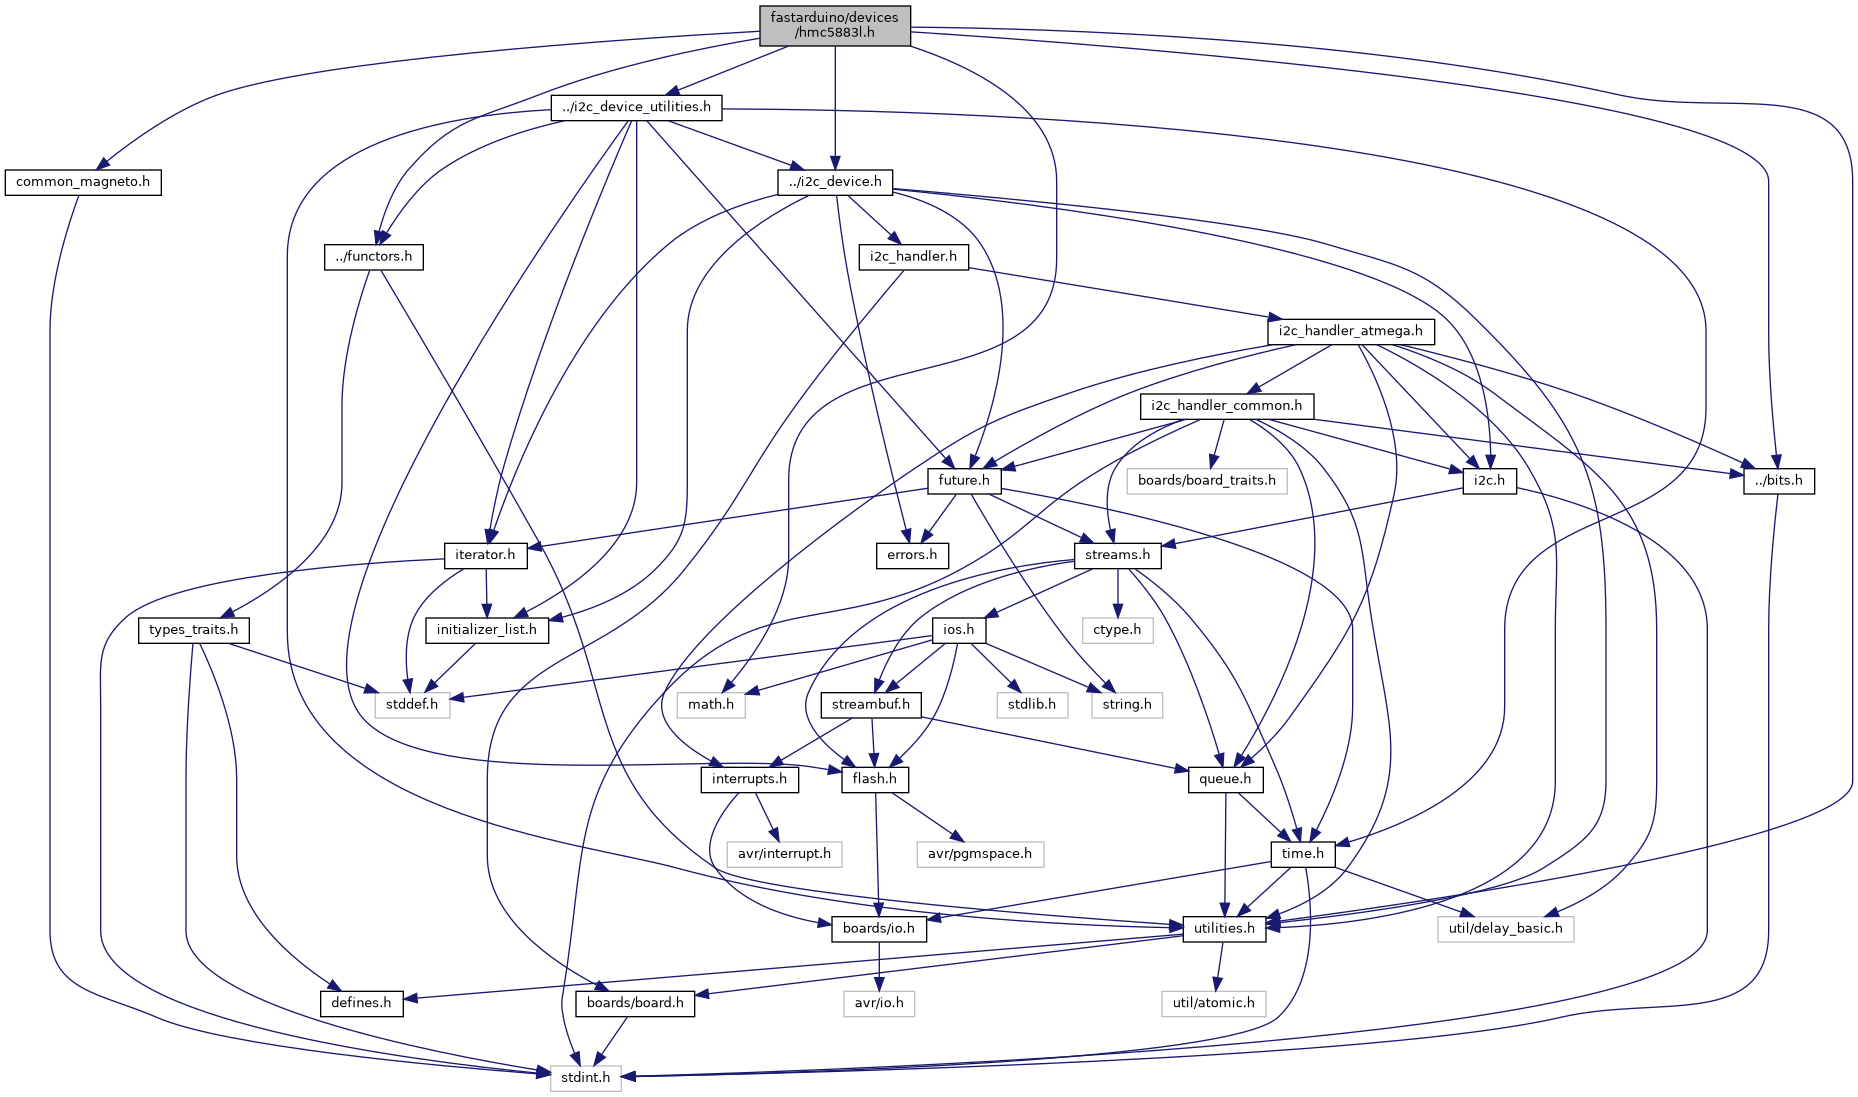 fastarduino/devices
/hmc5883l.h
../i2c_device_utilities.h
common_magneto.h
../i2c_device.h
../functors.h
i2c_handler.h
i2c_handler_atmega.h
i2c_handler_common.h
future.h
boards/board_traits.h
i2c.h
../bits.h
iterator.h
errors.h
streams.h
types_traits.h
initializer_list.h
ios.h
ctype.h
stddef.h
math.h
streambuf.h
stdlib.h
string.h
interrupts.h
flash.h
queue.h
avr/interrupt.h
avr/pgmspace.h
time.h
boards/io.h
utilities.h
util/delay_basic.h
defines.h
boards/board.h
avr/io.h
util/atomic.h
stdint.h